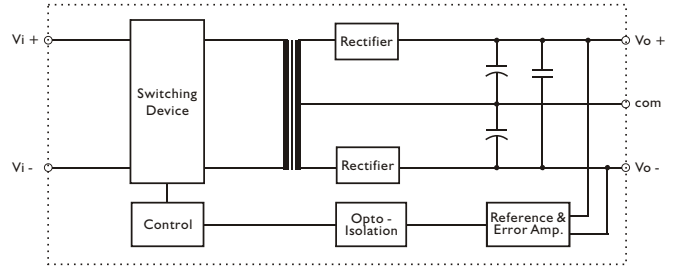 Vi +
Rectifier
Vo +
Switching
Device
com
Vi -
Rectifier
Vo -
Control
Opto -
Isolation
Reference &
Error Amp.